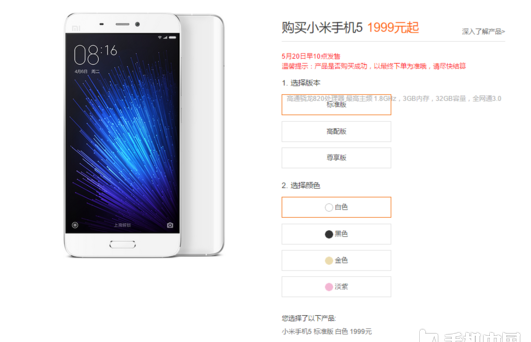 购买小米手机5 1999元起
深入了解产品>
5月20日早10点发售
温馨提示：产品是否购买成功，以最终下单为准哦，请尽快结算
1. 选择版本
高通骁龙820处理器 最高主频 1.8GHz，3GB内存，32GB容量，全网通3.0
标准版
高配版
尊享版
2. 选择颜色
白色
黑色
金色
淡紫
您选择了以下产品:
小米手机5 标准版 白色 1999元
08:16
手机中国